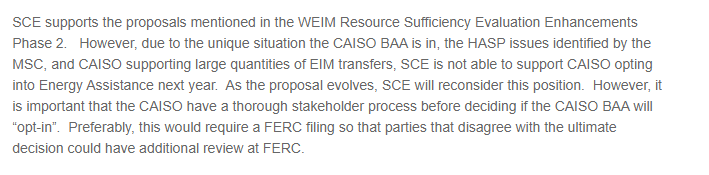 SCE supports the proposals mentioned in the WEIM Resource Sufficiency Evaluation Enhancements
Phase 2.   However, due to the unique situation the CAISO BAA is in, the HASP issues identified by the
MSC, and CAISO supporting large quantities of EIM transfers, SCE is not able to support CAISO opting
into Energy Assistance next year.  As the proposal evolves, SCE will reconsider this position.  However, it
is important that the CAISO have a thorough stakeholder process before deciding if the CAISO BAA will
“opt-in”.  Preferably, this would require a FERC filing so that parties that disagree with the ultimate
decision could have additional review at FERC.